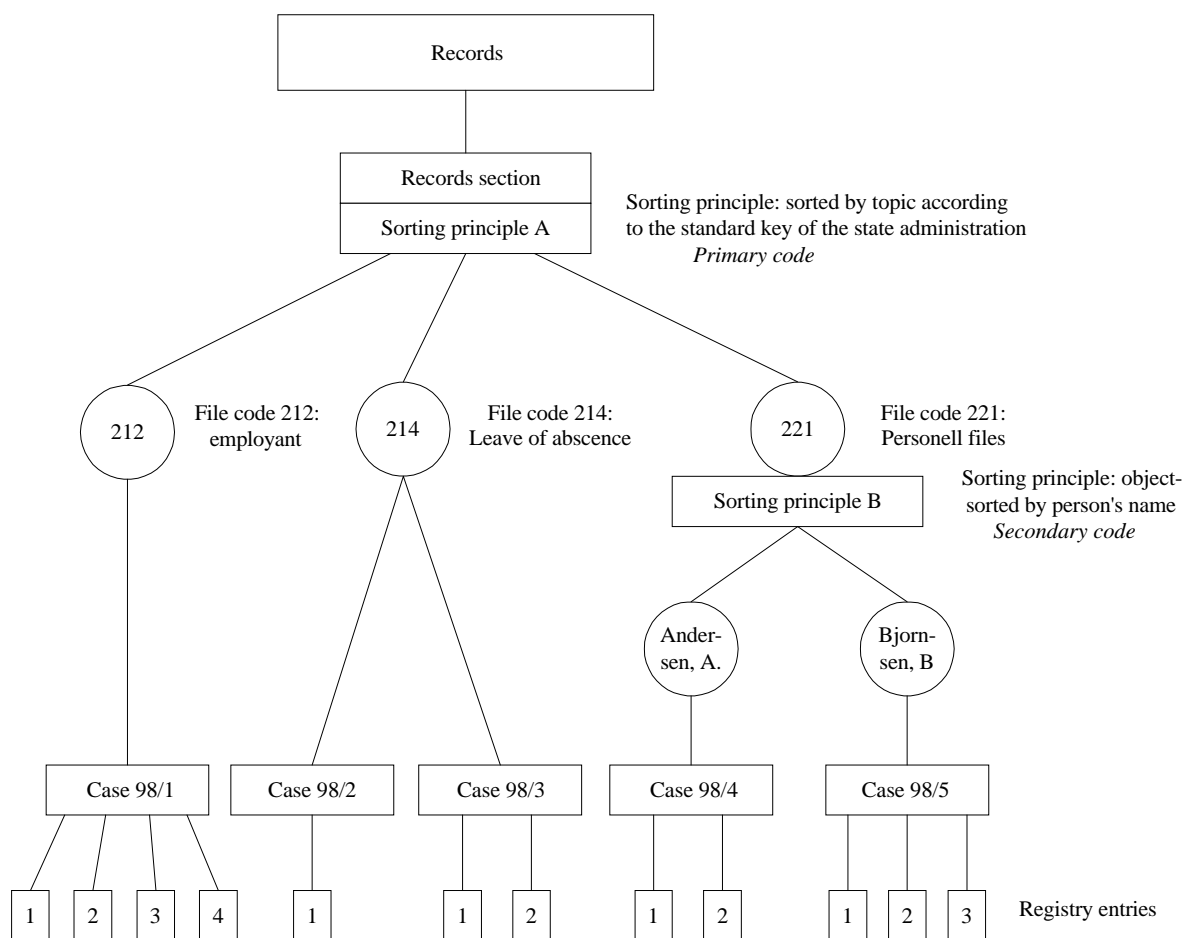 Records
Records section
Sorting principle A
Sorting principle: sorted by topic according
to the standard key of the state administration
Primary code
212
File code 212:
employant
214
File code 214:
Leave of abscence
221
File code 221:
Personell files
Sorting principle B
Sorting principle: object-
sorted by person's name
Secondary code
Ander-
sen, A.
Bjorn-
sen, B
Case 98/1
Case 98/2
Case 98/3
Case 98/4
Case 98/5
1 2 3 4 1 1 2 1 2 1 2 3
Registry entries